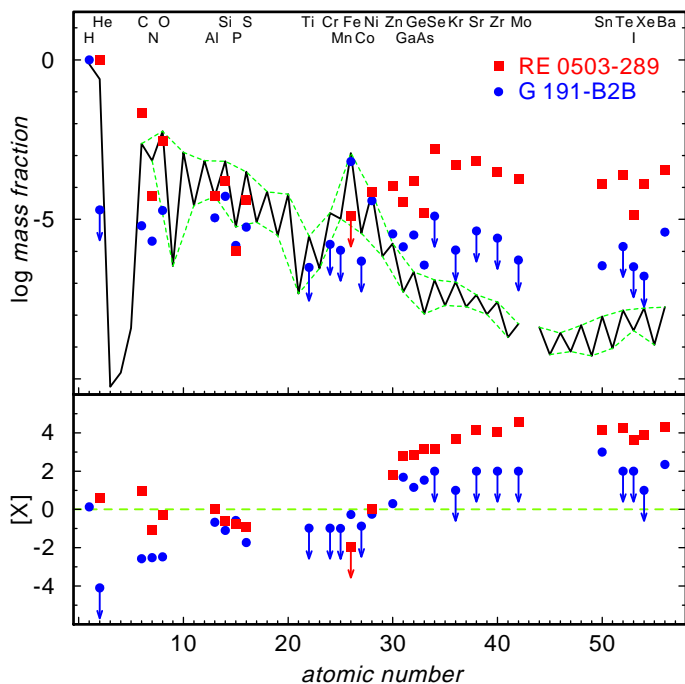 He C O Si S Ti Cr Fe Ni Zn Ge Se Kr Sr Zr Mo Sn Te Xe Ba
H N Al P Mn Co Ga As I
RE 0503-289
G 191-B2B
0
-5
log mass fraction
4
2
0
-2
-4
[X]
10 20 30 40 50
atomic number